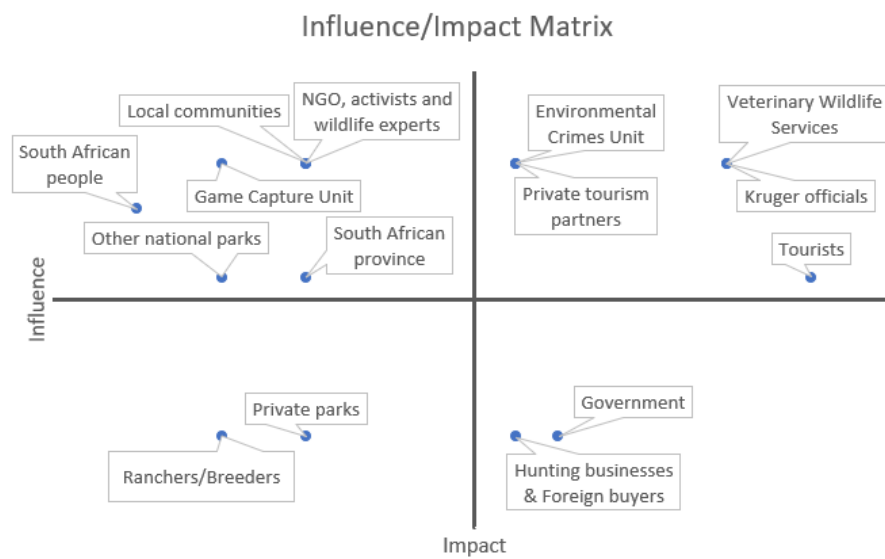 Influence/Impact Matrix
Local communities
NGO, activists and
wildlife experts
Environmental
Crimes Unit
Veterinary Wildlife
Services
South African
people
Game Capture Unit
Private tourism
partners
Kruger officials
Other national parks
South African
province
Tourists
Influence
Private parks
Government
Ranchers/Breeders
Hunting businesses
& Foreign buyers
Impact